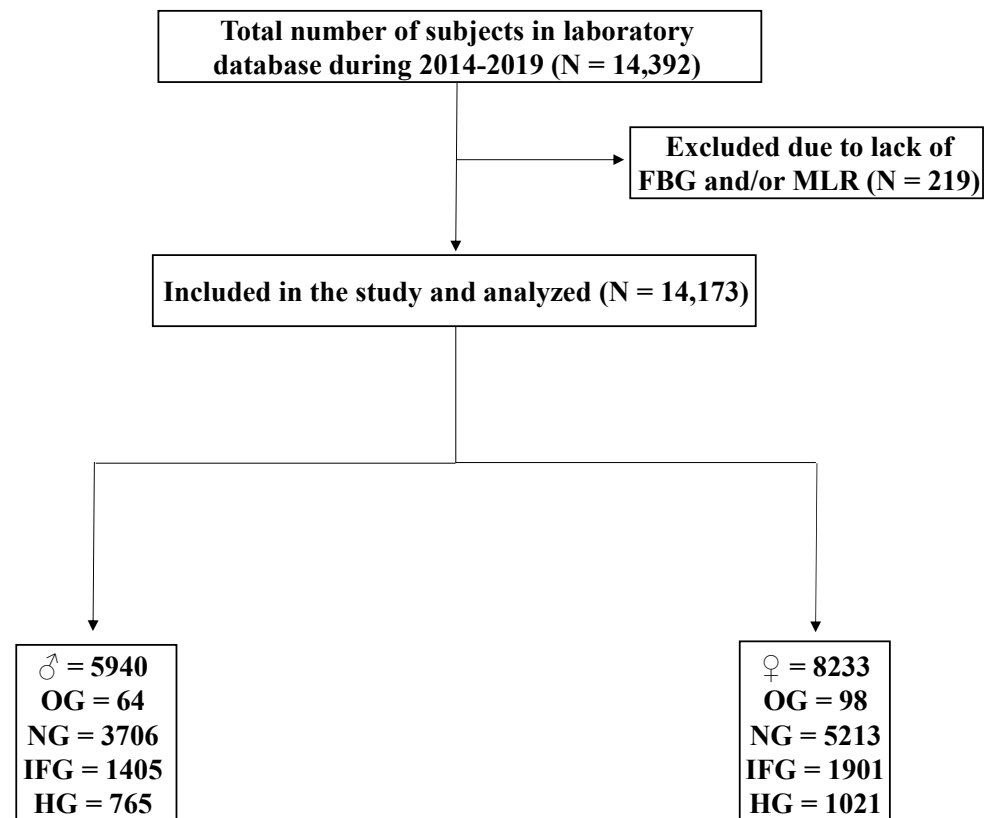 Total number of subjects in laboratory
database during 2014-2019 (N = 14,392)
Excluded due to lack of
FBG and/or MLR (N = 219)
Included in the study and analyzed (N = 14,173)
♂ = 5940
OG = 64
NG = 3706
IFG = 1405
HG = 765
♀ = 8233
OG = 98
NG = 5213
IFG = 1901
HG = 1021